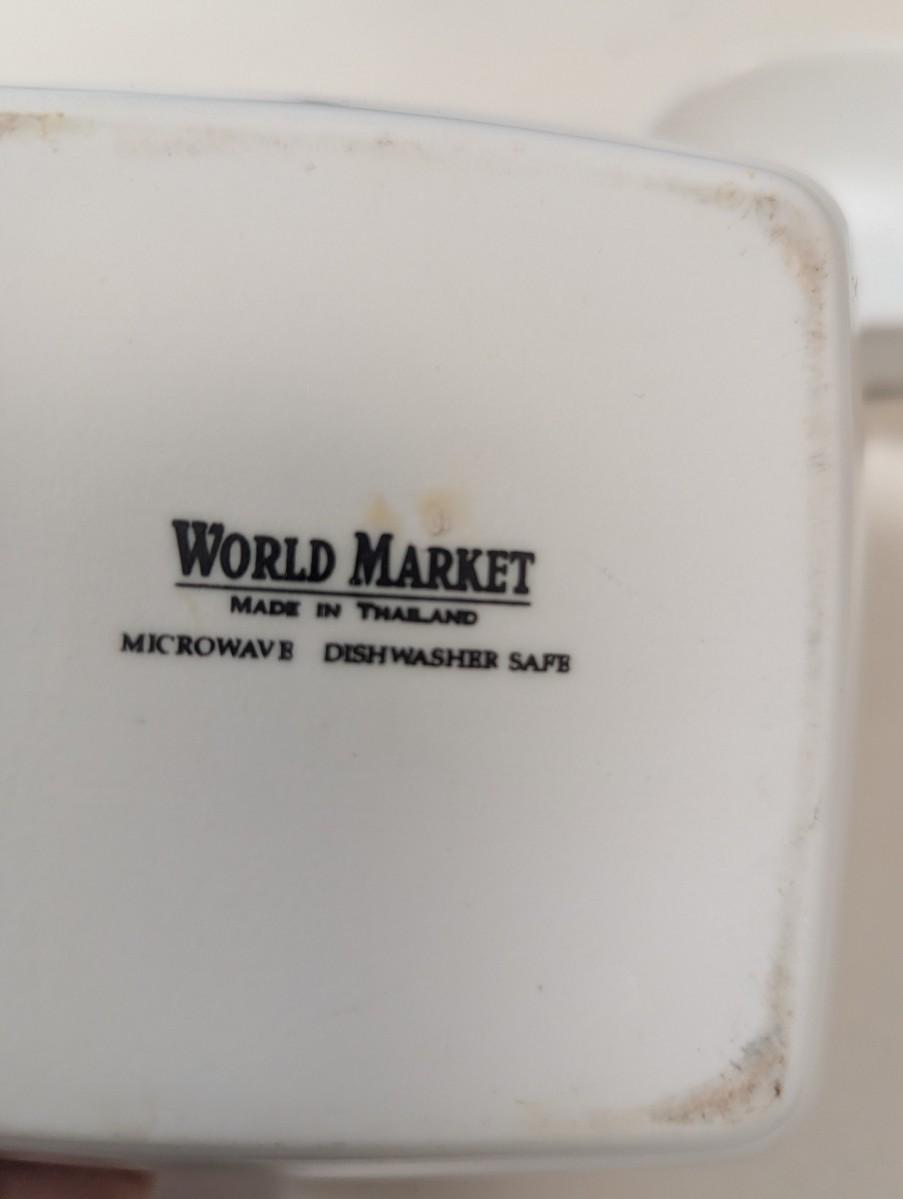 WORLD MARKET
MADE IN THAILAND
MICROWAVE DISHWASHER SAFE